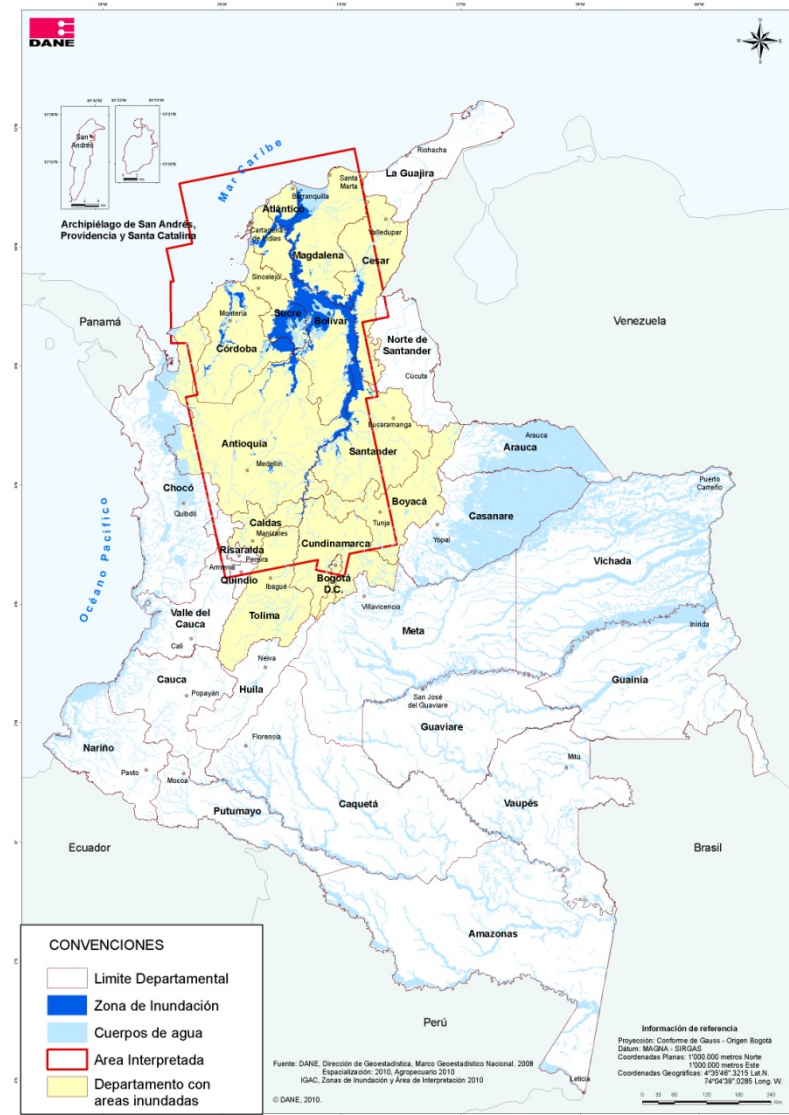 DANE
San
Andrés
Archipiélago de San Andrés,
Providencia y Santa Catalina
Mar Caribe
Océano Pacífico
Riohacha
La Guajira
Santa
Marta
Barranquilla
Atlántico
Cartagena
de Indias
Valledupar
Magdalena
Cesar
Sincelejo
Montería
Sucre
Bolívar
Córdoba
Norte de
Santander
Cúcuta
Panamá
Venezuela
Bucaramanga
Arauca
Arauca
Antioquia
Santander
Medellín
Chocó
Quibdó
Boyacá
Casanare
Puerto
Carreño
Caldas
Manizales
Tunja
Yopal
Cundinamarca
Risaralda
Pereira
Armenia
Quindío
Ibagué
Bogotá
D.C.
Vichada
Villavicencio
Tolima
Valle del
Cauca
Cali
Meta
Inírida
Neiva
Cauca
Popayán
Huila
Guainía
San José
del Guaviare
Guaviare
Nariño
Pasto
Mocoa
Florencia
Mitú
Putumayo
Caquetá
Vaupés
Ecuador
Brasil
Amazonas
Perú
Leticia
CONVENCIONES
Limite Departamental
Zona de Inundación
Cuerpos de agua
Area Interpretada
Departamento con
areas inundadas
Fuente: DANE, Dirección de Geoestadística, Marco Geoestadístico Nacional. 2008
Espacialización: 2010, Agropecuario 2010
IGAC, Zonas de Inundación y Área de Interpretación 2010
© DANE, 2010.
Información de referencia
Proyección: Conforme de Gauss - Origen Bogotá
Dátum: MAGNA - SIRGAS
Coordenadas Planas: 1'000.000 metros Norte
1'000.000 metros Este
Coordenadas Geográficas: 4°35'46".3215 Lat.N.
74°04'39".0285 Long. W.